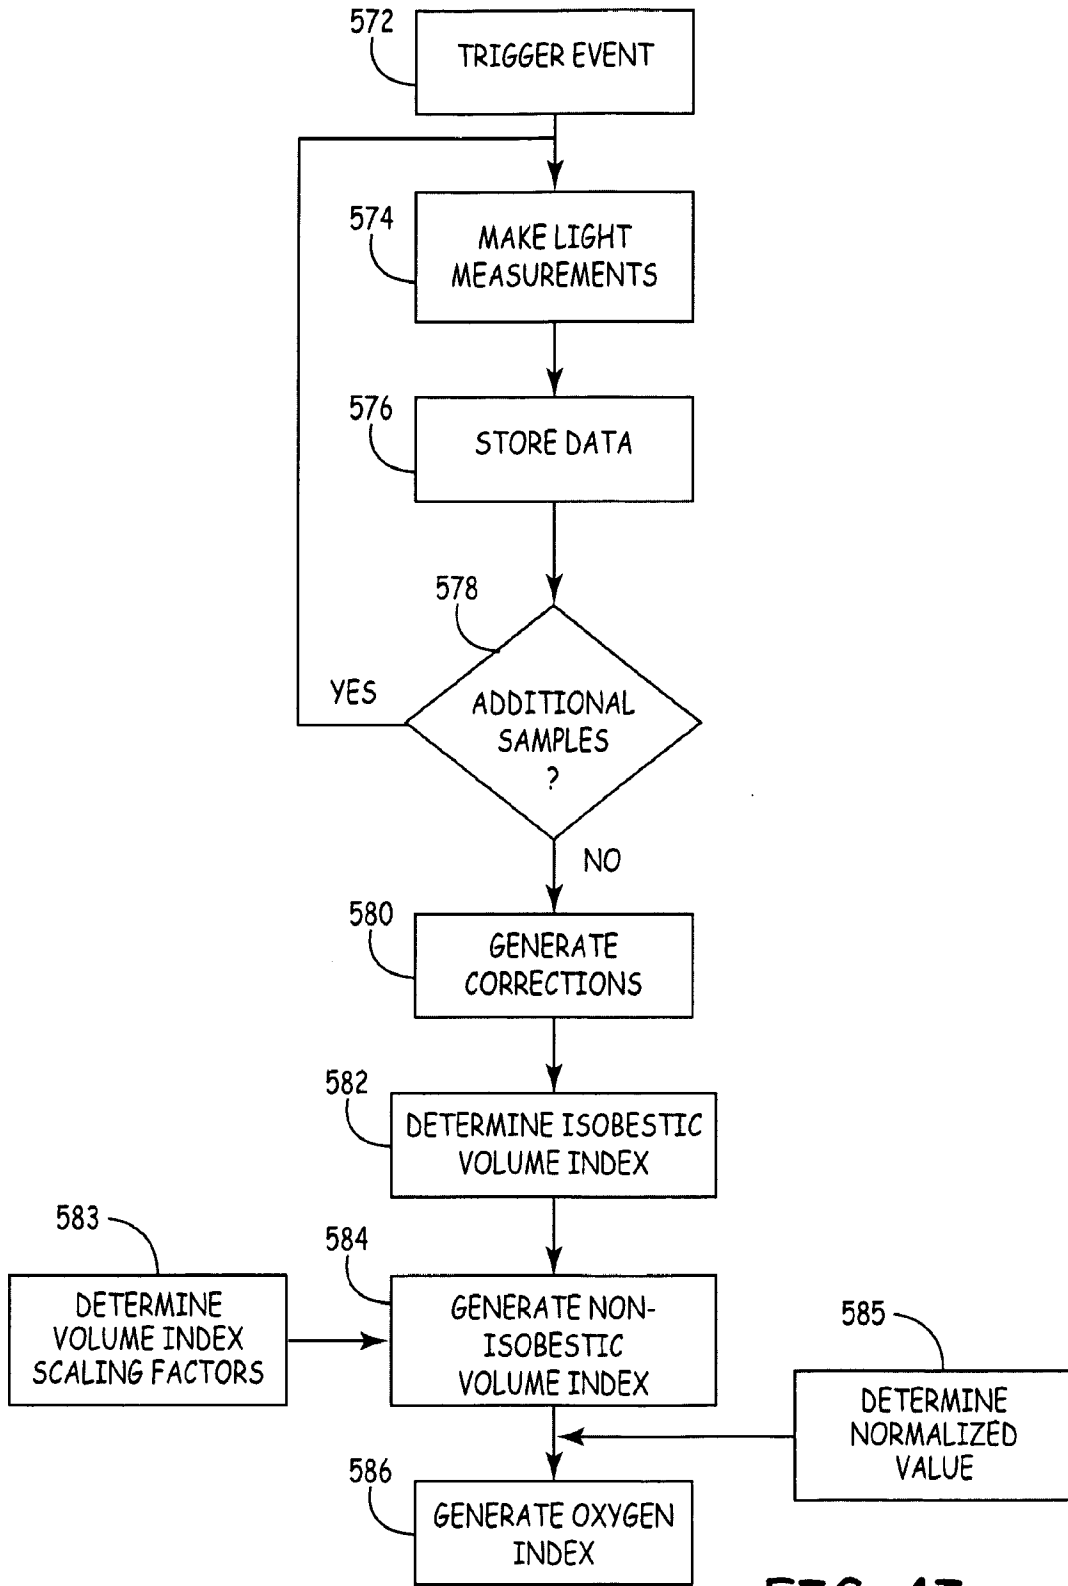 572
TRIGGER EVENT
574
MAKE LIGHT
MEASUREMENTS
576
STORE DATA
578
YES
ADDITIONAL
SAMPLES
?
NO
580
GENERATE
CORRECTIONS
582
DETERMINE ISOBESTIC
VOLUME INDEX
583
584
DETERMINE
VOLUME INDEX
SCALING FACTORS
GENERATE NON-
ISOBESTIC
VOLUME INDEX
585
DETERMINE
NORMALIZED
VALUE
586
GENERATE OXYGEN
INDEX